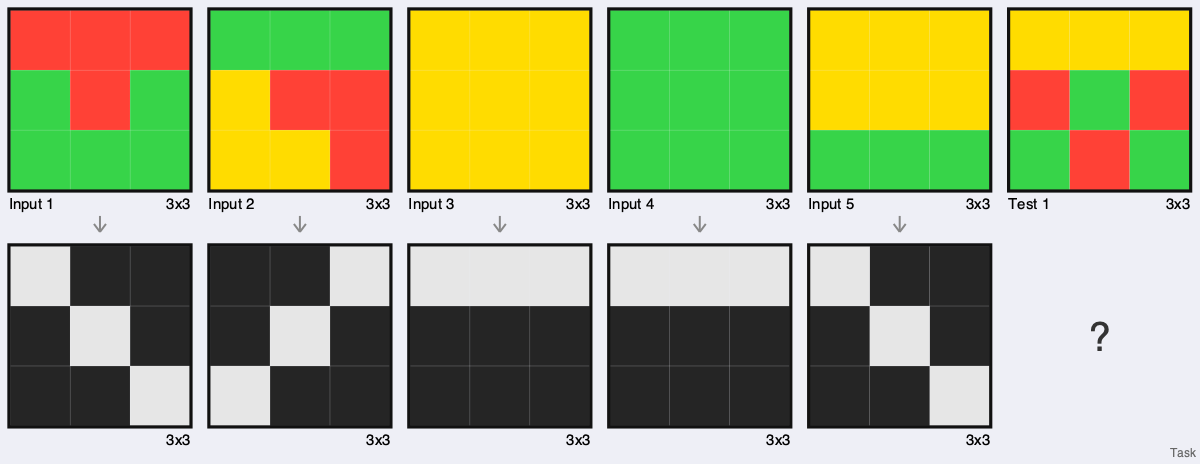 Input 1 3x3
Input 2 3x3
Input 3 3x3
Input 4 3x3
Input 5 3x3
Test 1 3x3
?
3x3
3x3
3x3
3x3
3x3
Task